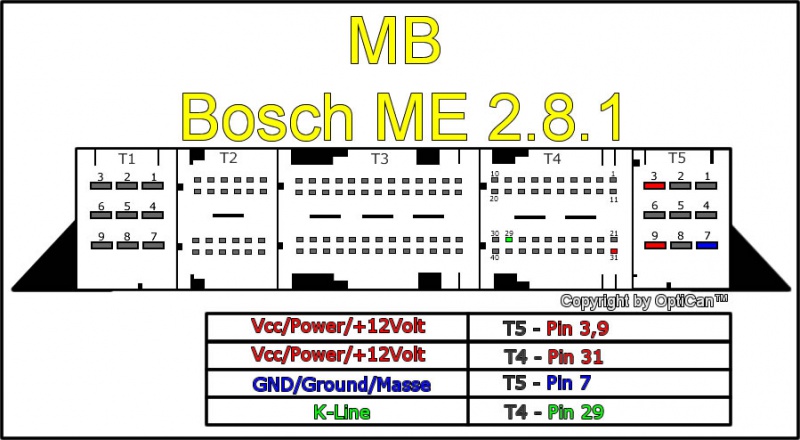 MB
Bosch ME 2.8.1
T1 T2 T3 T4 T5
3 2 1 10 1 3 2 1
20 11
6 5 4 6 5 4
9 8 7 30 29 21 9 8 7
40 31
Copyright by OptiCan™
Vcc/Power/+12Volt T5 - Pin 3,9
Vcc/Power/+12Volt T4 - Pin 31
GND/Ground/Masse T5 - Pin 7
K-Line T4 - Pin 29